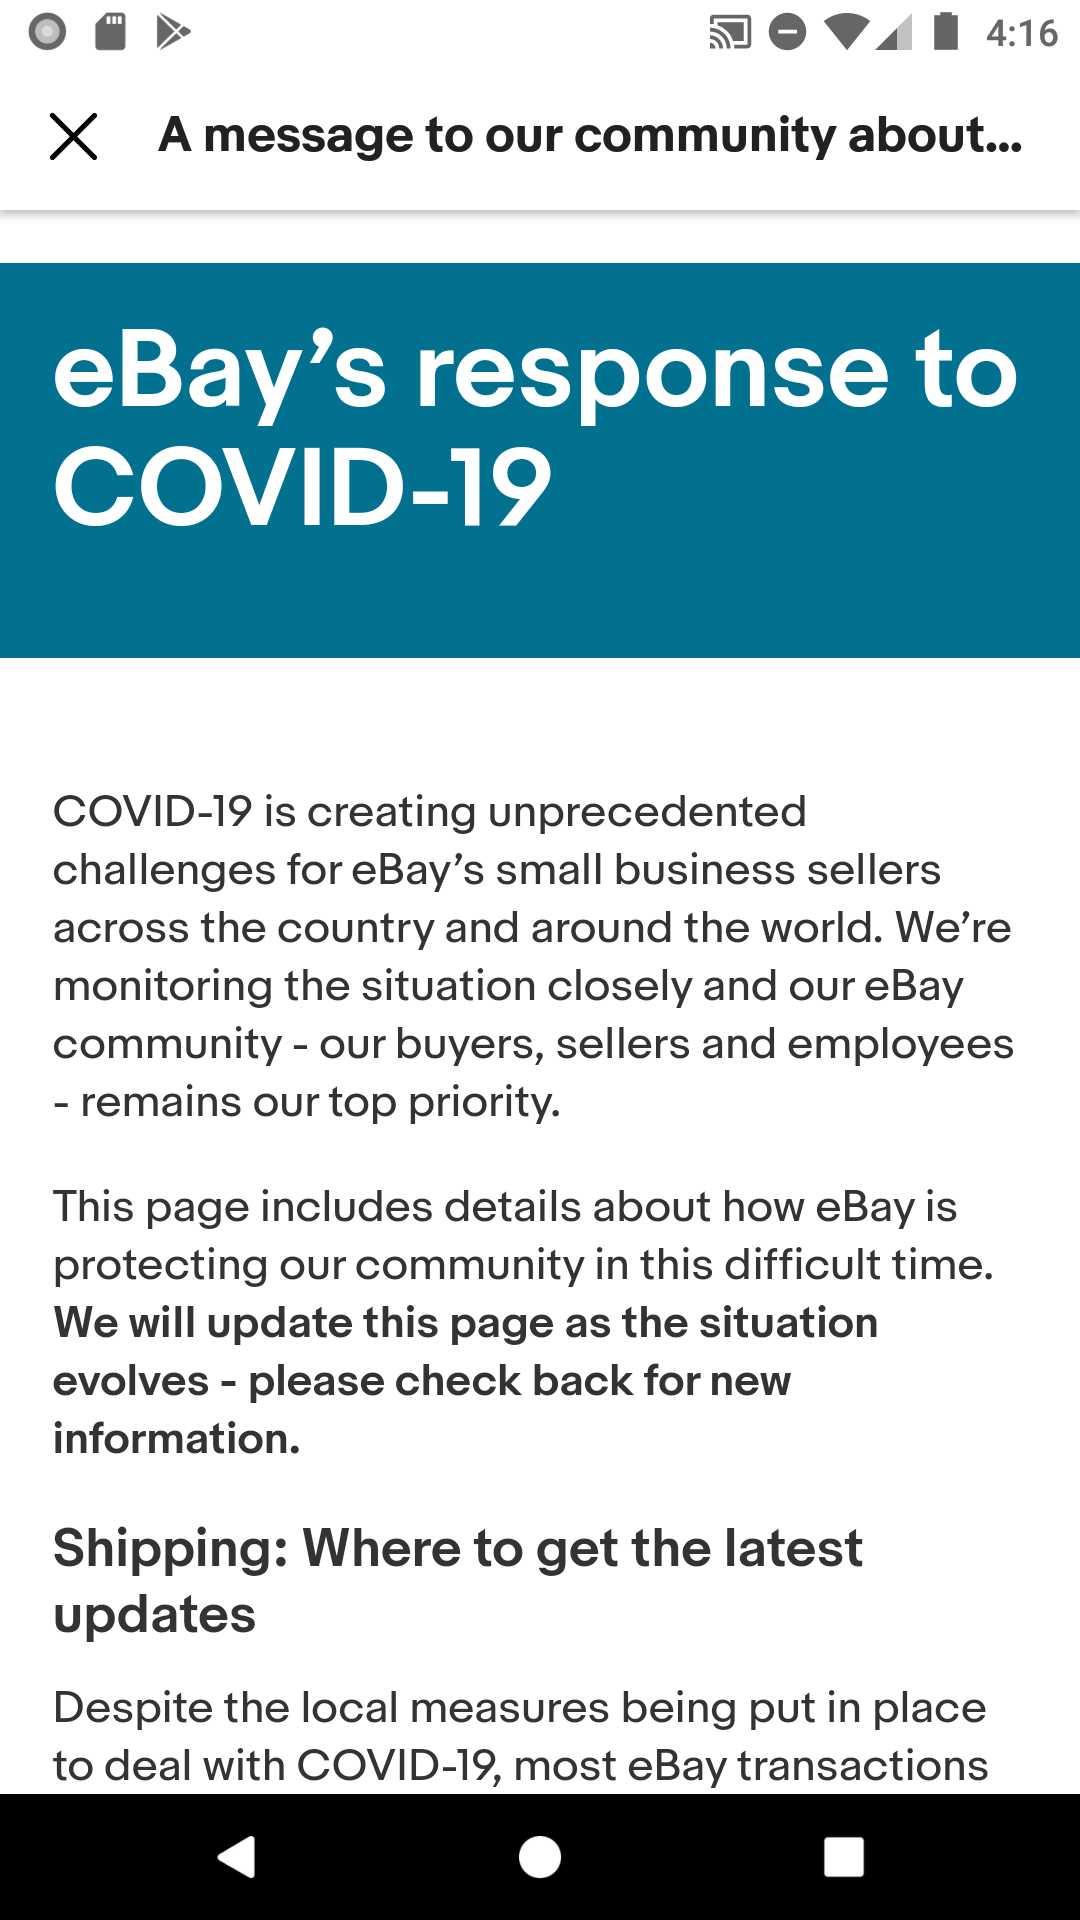 4:16
A message to our community about...
eBay’s response to
COVID-19
COVID-19 is creating unprecedented
challenges for eBay’s small business sellers
across the country and around the world. We’re
monitoring the situation closely and our eBay
community - our buyers, sellers and employees
- remains our top priority.
This page includes details about how eBay is
protecting our community in this difficult time.
We will update this page as the situation
evolves - please check back for new
information.
Shipping: Where to get the latest
updates
Despite the local measures being put in place
to deal with COVID-19, most eBay transactions